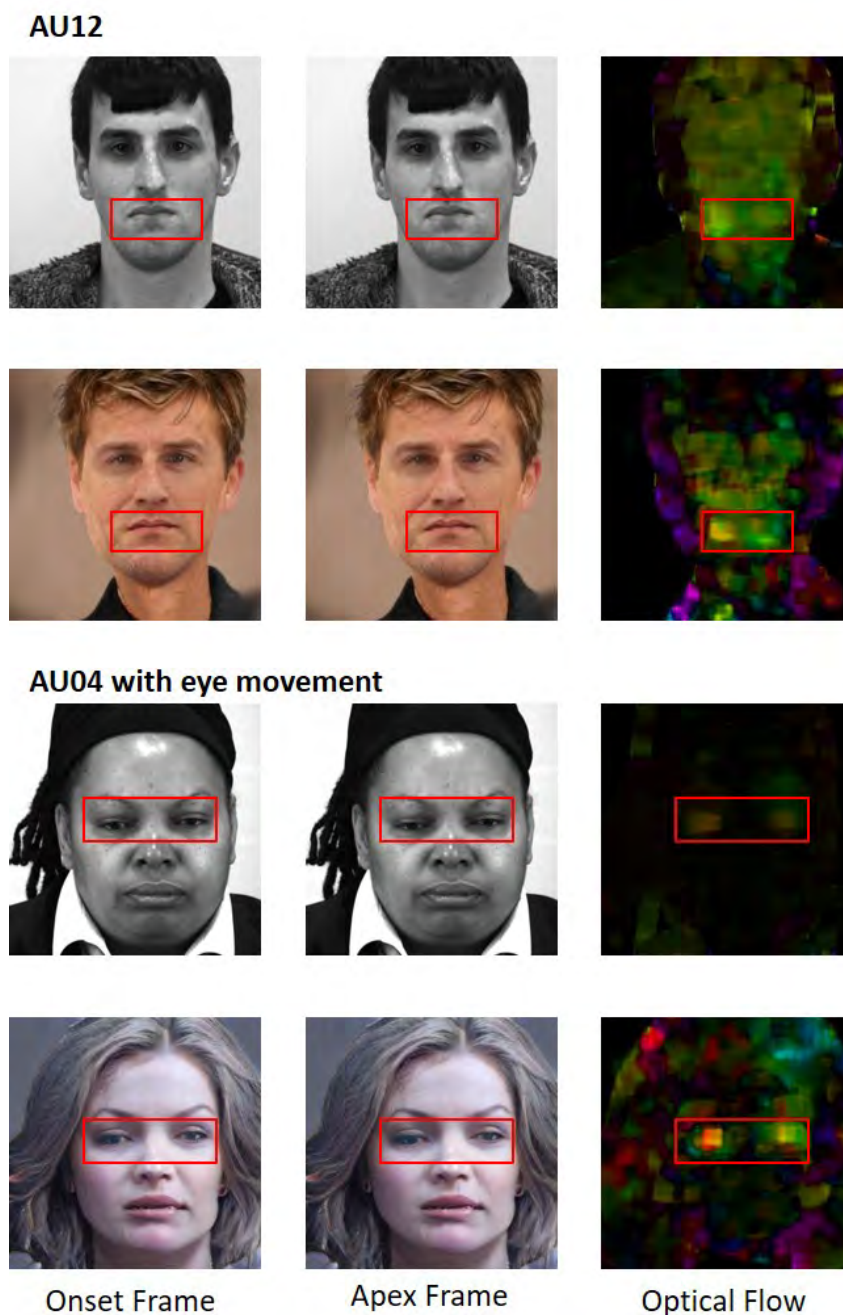 AU12
AU04 with eye movement
Onset Frame
Apex Frame
Optical Flow